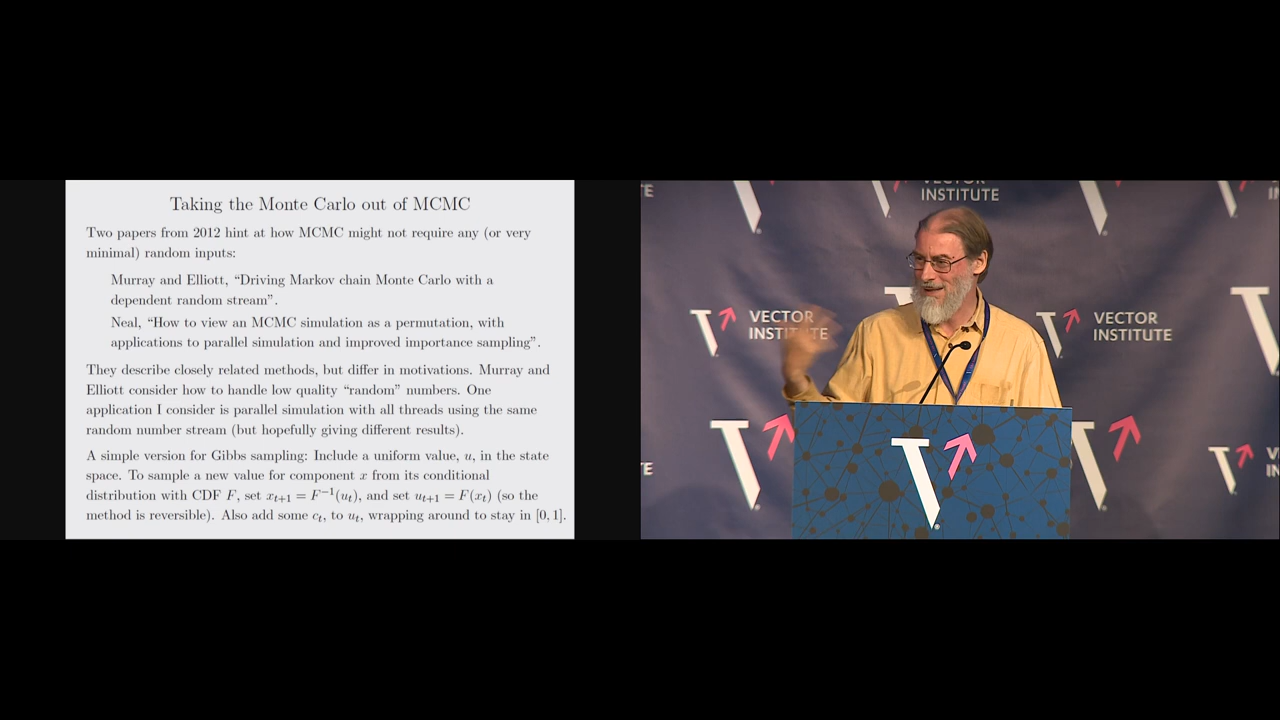 Taking the Monte Carlo out of MCMC
Two papers from 2012 hint at how MCMC might not require any (or very
minimal) random inputs:
Murray and Elliott, “Driving Markov chain Monte Carlo with a
dependent random stream”.
Neal, “How to view an MCMC simulation as a permutation, with
applications to parallel simulation and improved importance sampling”.
They describe closely related methods, but differ in motivations. Murray and
Elliott consider how to handle low quality “random” numbers. One
application I consider is parallel simulation with all threads using the same
random number stream (but hopefully giving different results).
A simple version for Gibbs sampling: Include a uniform value, u, in the state
space. To sample a new value for component x from its conditional
distribution with CDF F, set xₜ₊₁ = F⁻¹(uₜ), and set uₜ₊₁ = F(xₜ) (so the
method is reversible). Also add some cₜ, to uₜ, wrapping around to stay in [0, 1].
VECTOR
INSTITUTE
VECTOR
INSTITUTE
VECTOR
INSTITUTE